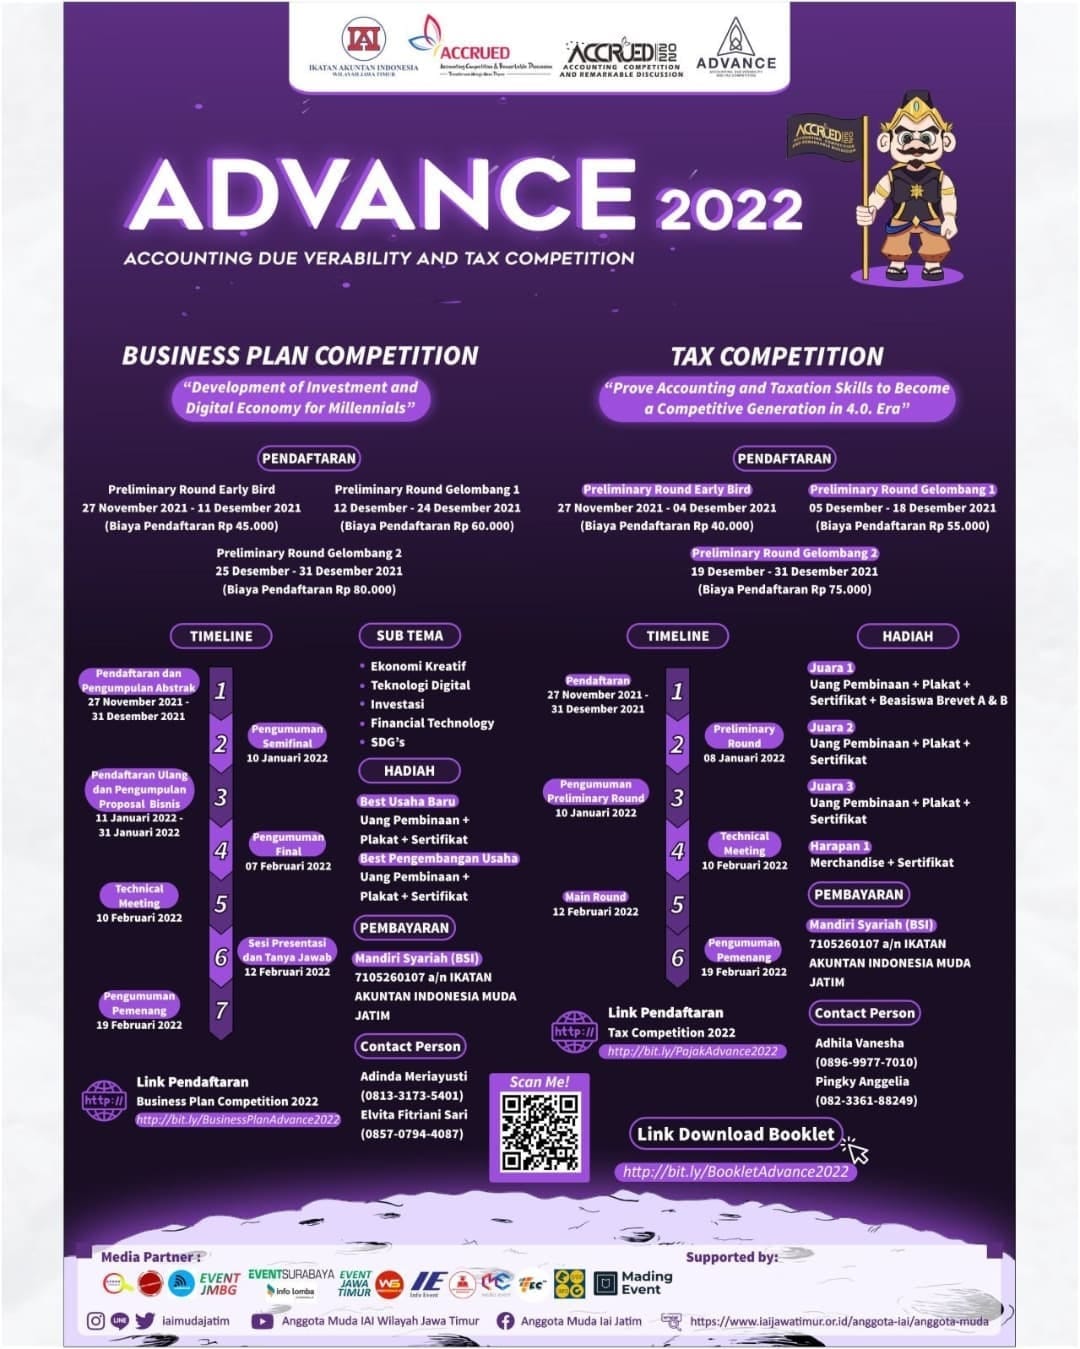 IKATAN AKUNTAN INDONESIA
WILAYAH JAWA TIMUR
ACCRUED
Accounting Competition & Remarkable Discussion
ACCRUED 2022
ACCOUNTING COMPETITION
AND REMARKABLE DISCUSSION
ADVANCE
ACCOUNTING DUE VERABILITY
AND TAX COMPETITION
ACCRUED 2022
ACCOUNTING COMPETITION
AND REMARKABLE DISCUSSION
ADVANCE 2022
ACCOUNTING DUE VERABILITY AND TAX COMPETITION
BUSINESS PLAN COMPETITION
“Development of Investment and
Digital Economy for Millennials”
PENDAFTARAN
Preliminary Round Early Bird
27 November 2021 - 11 Desember 2021
(Biaya Pendaftaran Rp 45.000)
Preliminary Round Gelombang 1
12 Desember - 24 Desember 2021
(Biaya Pendaftaran Rp 60.000)
Preliminary Round Gelombang 2
25 Desember - 31 Desember 2021
(Biaya Pendaftaran Rp 80.000)
TIMELINE
1
Pendaftaran dan
Pengumpulan Abstrak
27 November 2021 -
31 Desember 2021
2
Pengumuman
Semifinal
10 Januari 2022
3
Pendaftaran Ulang
dan Pengumpulan
Proposal Bisnis
11 Januari 2022 -
31 Januari 2022
4
Pengumuman
Final
07 Februari 2022
5
Technical
Meeting
10 Februari 2022
6
Sesi Presentasi
dan Tanya Jawab
12 Februari 2022
7
Pengumuman
Pemenang
19 Februari 2022
SUB TEMA
• Ekonomi Kreatif
• Teknologi Digital
• Investasi
• Financial Technology
• SDG's
HADIAH
Best Usaha Baru
Uang Pembinaan +
Plakat + Sertifikat
Best Pengembangan Usaha
Uang Pembinaan +
Plakat + Sertifikat
PEMBAYARAN
Mandiri Syariah (BSI)
7105260107 a/n IKATAN
AKUNTAN INDONESIA MUDA
JATIM
Contact Person
Adinda Meriayusti
(0813-3173-5401)
Elvita Fitriani Sari
(0857-0794-4087)
http://
Link Pendaftaran
Business Plan Competition 2022
http://bit.ly/BusinessPlanAdvance2022
Scan Me!
TAX COMPETITION
“Prove Accounting and Taxation Skills to Become
a Competitive Generation in 4.0. Era”
PENDAFTARAN
Preliminary Round Early Bird
27 November 2021 - 04 Desember 2021
(Biaya Pendaftaran Rp 40.000)
Preliminary Round Gelombang 1
05 Desember - 18 Desember 2021
(Biaya Pendaftaran Rp 55.000)
Preliminary Round Gelombang 2
19 Desember - 31 Desember 2021
(Biaya Pendaftaran Rp 75.000)
TIMELINE
1
Pendaftaran
27 November 2021 -
31 Desember 2021
2
Preliminary
Round
08 Januari 2022
3
Pengumuman
Preliminary Round
10 Januari 2022
4
Technical
Meeting
10 Februari 2022
5
Main Round
12 Februari 2022
6
Pengumuman
Pemenang
19 Februari 2022
HADIAH
Juara 1
Uang Pembinaan + Plakat +
Sertifikat + Beasiswa Brevet A & B
Juara 2
Uang Pembinaan + Plakat +
Sertifikat
Juara 3
Uang Pembinaan + Plakat +
Sertifikat
Harapan 1
Merchandise + Sertifikat
PEMBAYARAN
Mandiri Syariah (BSI)
7105260107 a/n IKATAN
AKUNTAN INDONESIA MUDA
JATIM
Contact Person
Adhila Vanesha
(0896-9977-7010)
Pingky Anggelia
(082-3361-88249)
http://
Link Pendaftaran
Tax Competition 2022
http://bit.ly/PajakAdvance2022
Link Download Booklet
http://bit.ly/BookletAdvance2022
Media Partner :
EVENT
JMBG
EVENTSURABAYA
info lomba
EVENT
JAWA
TIMUR
IE
Info Event
MC
TEC
Mading
Event
Supported by:
LINE
iaimudajatim
Anggota Muda IAI Wilayah Jawa Timur
Anggota Muda Iai Jatim
https://www.iaijawatimur.or.id/anggota-iai/anggota-muda